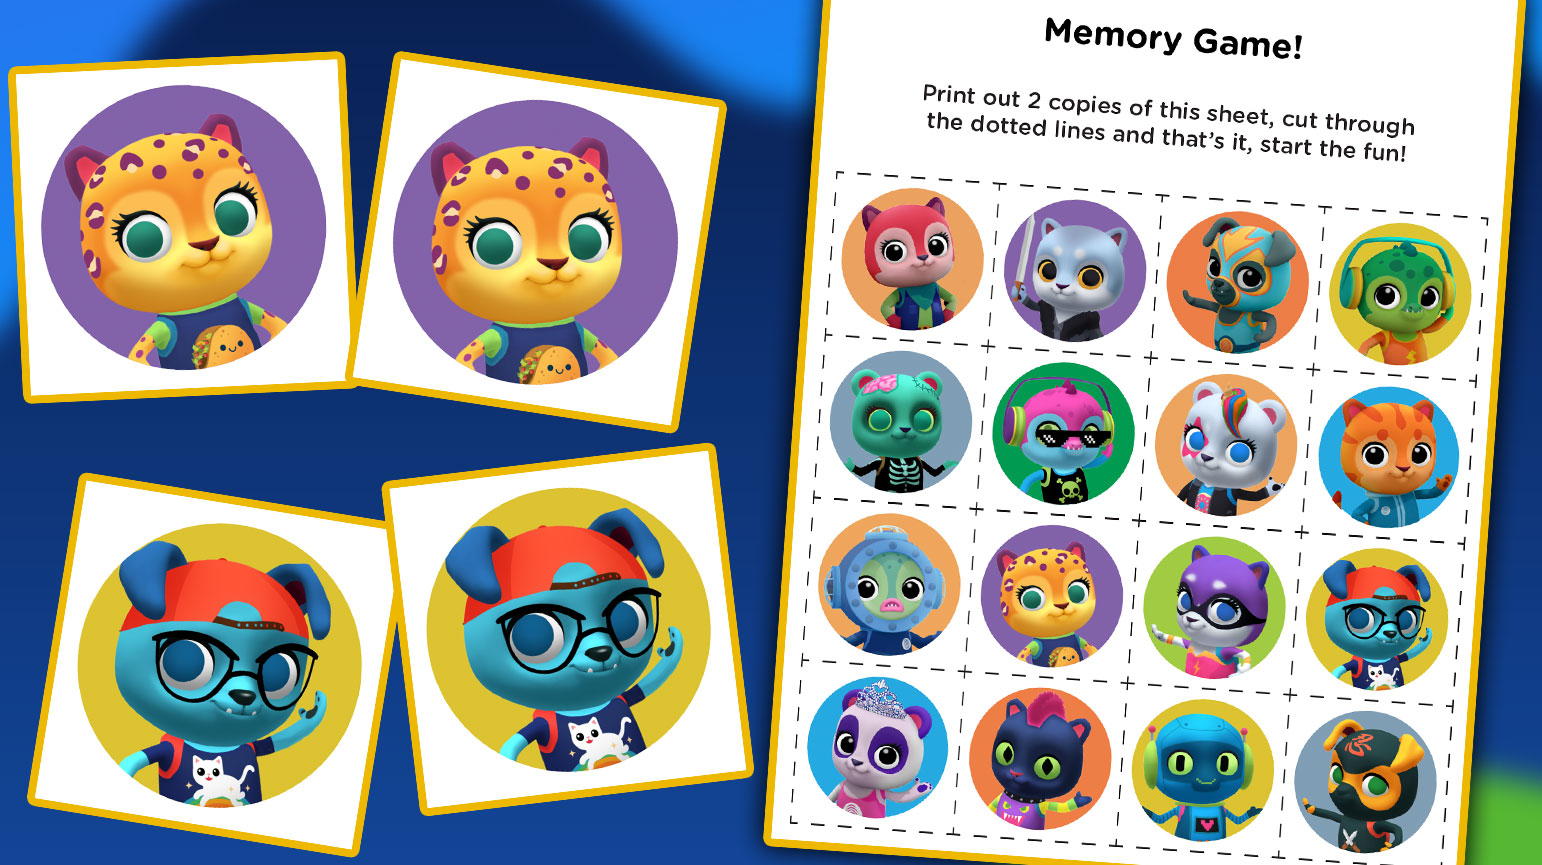 Memory Game!
Print out 2 copies of this sheet, cut through
the dotted lines and that's it, start the fun!